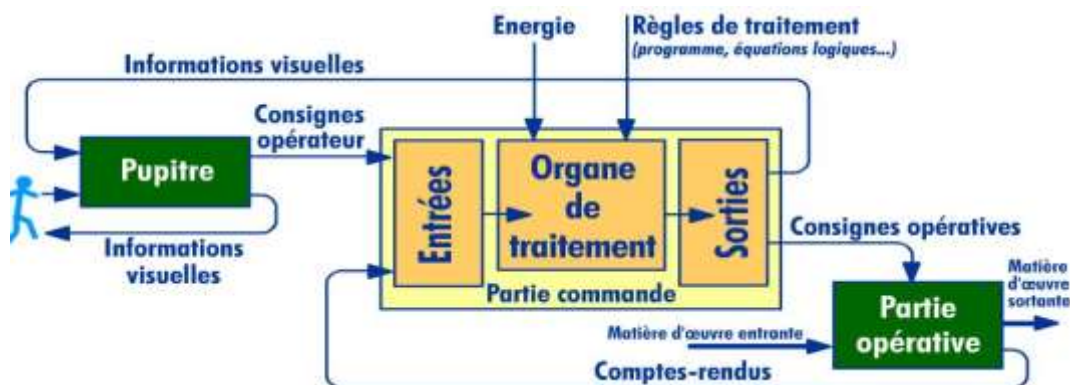 Energie
Règles de traitement
(programme, équations logiques...)
Informations visuelles
Consignes
opérateur
Pupitre
Entrées
Organe
de
traitement
Sorties
Informations
visuelles
Partie commande
Consignes opératives
Matière
d'œuvre
sortante
Partie
opérative
Matière d'œuvre entrante
Comptes-rendus